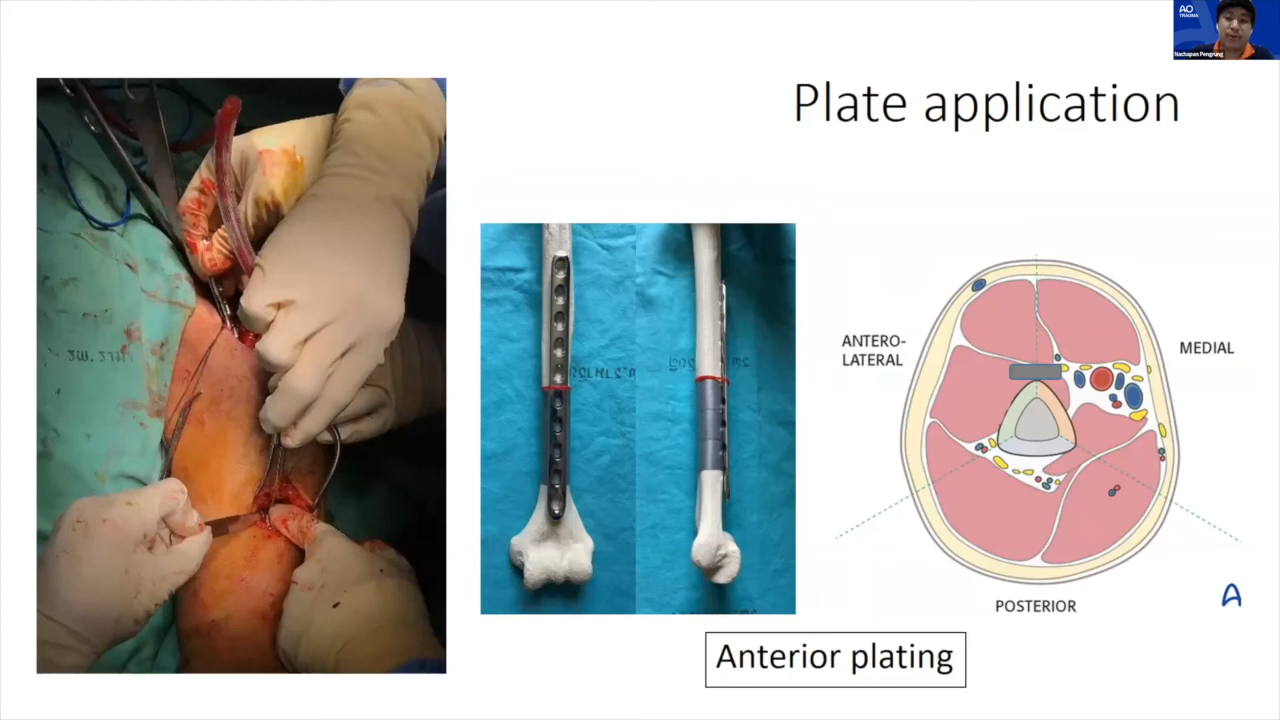 AO
TRAUMA
Nachapan Pengrung
Plate application
ANTERO-
LATERAL
MEDIAL
POSTERIOR
A
Anterior plating